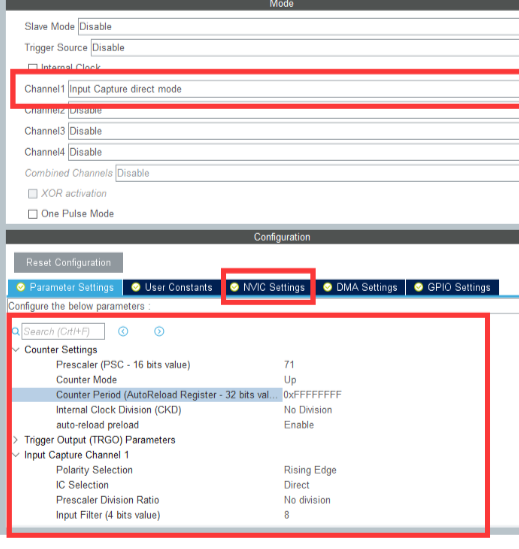 Mode
Slave Mode Disable
Trigger Source Disable
Internal Clock
Channel1 Input Capture direct mode
Channel2 Disable
Channel3 Disable
Channel4 Disable
Combined Channels Disable
XOR activation
One Pulse Mode
Configuration
Reset Configuration
Parameter Settings User Constants NVIC Settings DMA Settings GPIO Settings
Configure the below parameters :
Search (Crtl+F)
Counter Settings
Prescaler (PSC - 16 bits value) 71
Counter Mode Up
Counter Period (AutoReload Register - 32 bits val... 0xFFFFFFFF
Internal Clock Division (CKD) No Division
auto-reload preload Enable
Trigger Output (TRGO) Parameters
Input Capture Channel 1
Polarity Selection Rising Edge
IC Selection Direct
Prescaler Division Ratio No division
Input Filter (4 bits value) 8